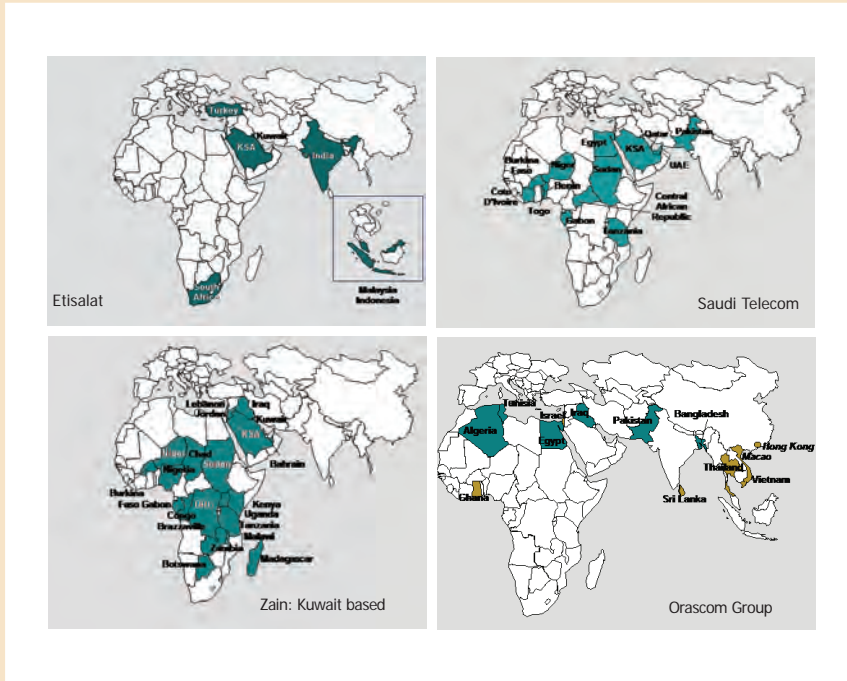 Turkey
Kuwait
KSA
India
South
Africa
Malaysia
Indonesia
Etisalat
Egypt
KSA
Qatar
Pakistan
Burkina
Faso
Niger
Sudan
UAE
Benin
Coto
D'Ivoire
Togo
Gabon
Central
African
Republic
Tanzania
Saudi Telecom
Lebanon
Jordan
Iraq
Kuwait
KSA
Niger
Chad
Sudan
Nigeria
Bahrain
Burkina
Faso Gabon
Congo
Brazzaville
Kenya
Uganda
Tanzania
Malawi
Zambia
Madagascar
Botswana
Zain: Kuwait based
Tunisia
Israel
Iraq
Algeria
Egypt
Pakistan
Bangladesh
Hong Kong
Macao
Thailand
Vietnam
Ghana
Sri Lanka
Orascom Group